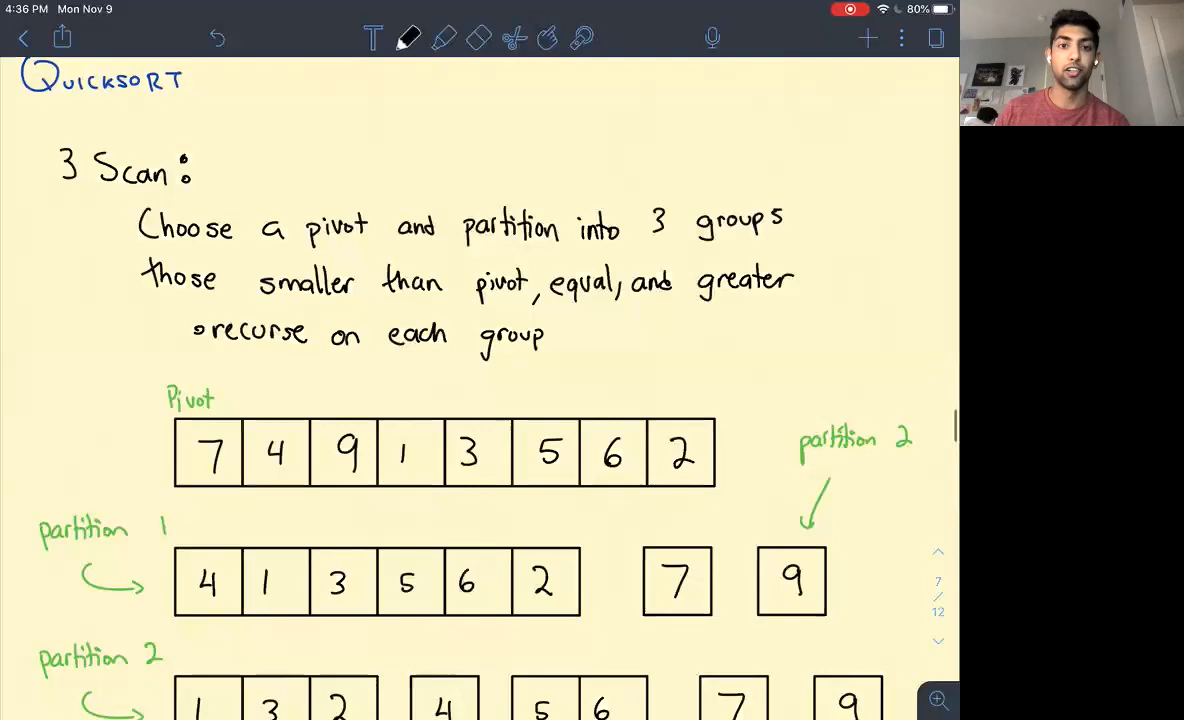 4:36 PM Mon Nov 9
80%
QUICKSORT
3 Scan:
Choose a pivot and partition into 3 groups
those smaller than pivot, equal, and greater
recurse on each group
Pivot
7 4 9 1 3 5 6 2
partition 2
partition 1
4 1 3 5 6 2 7 9
7
/
12
partition 2
1 3 2 4 5 6 7 9